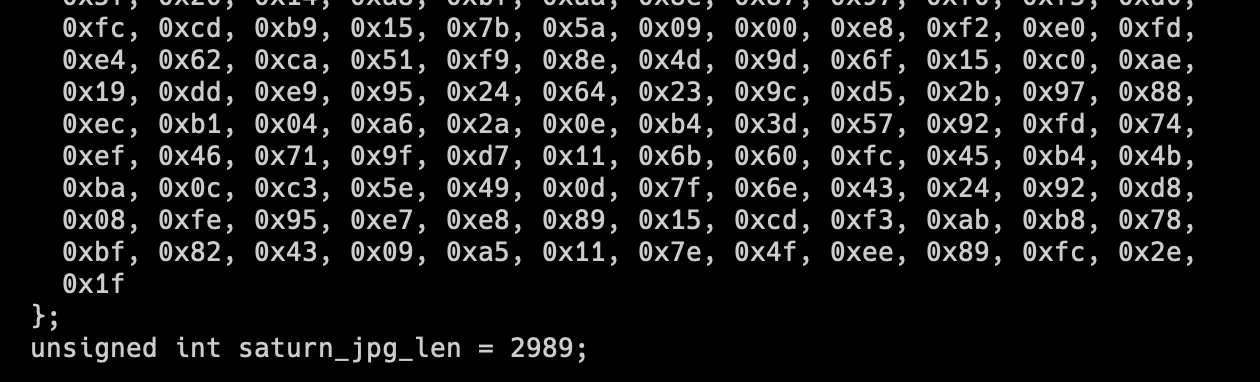 0xfc, 0xcd, 0xb9, 0x15, 0x7b, 0x5a, 0x09, 0x00, 0xe8, 0xf2, 0xe0, 0xfd,
0xe4, 0x62, 0xca, 0x51, 0xf9, 0x8e, 0x4d, 0x9d, 0x6f, 0x15, 0xc0, 0xae,
0x19, 0xdd, 0xe9, 0x95, 0x24, 0x64, 0x23, 0x9c, 0xd5, 0x2b, 0x97, 0x88,
0xec, 0xb1, 0x04, 0xa6, 0x2a, 0x0e, 0xb4, 0x3d, 0x57, 0x92, 0xfd, 0x74,
0xef, 0x46, 0x71, 0x9f, 0xd7, 0x11, 0x6b, 0x60, 0xfc, 0x45, 0xb4, 0x4b,
0xba, 0x0c, 0xc3, 0x5e, 0x49, 0x0d, 0x7f, 0x6e, 0x43, 0x24, 0x92, 0xd8,
0x08, 0xfe, 0x95, 0xe7, 0xe8, 0x89, 0x15, 0xcd, 0xf3, 0xab, 0xb8, 0x78,
0xbf, 0x82, 0x43, 0x09, 0xa5, 0x11, 0x7e, 0x4f, 0xee, 0x89, 0xfc, 0x2e,
0x1f
};
unsigned int saturn_jpg_len = 2989;